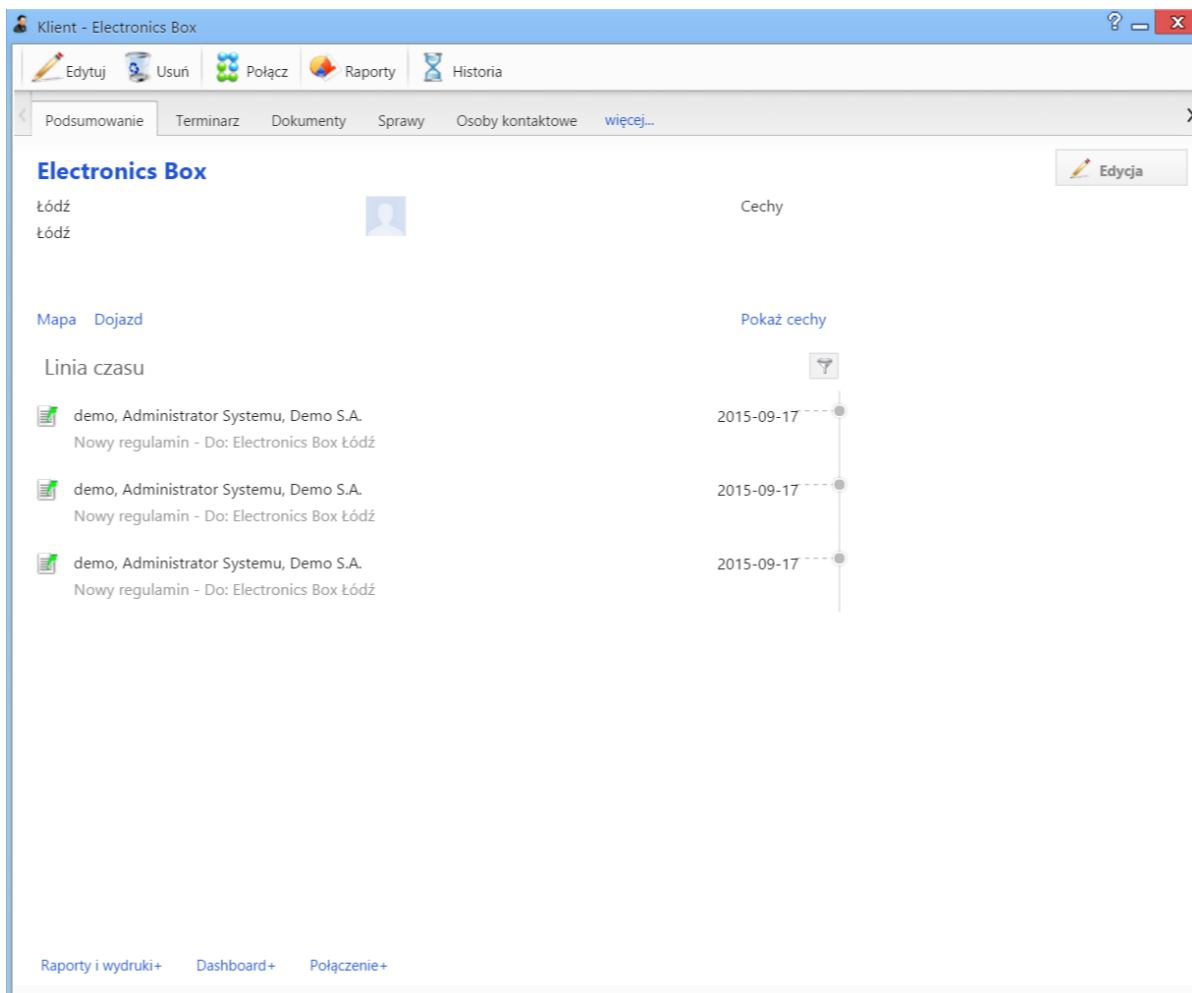 Klient - Electronics Box
Edytuj Usuń Połącz Raporty Historia
Podsumowanie Terminarz Dokumenty Sprawy Osoby kontaktowe więcej...
Electronics Box
Edycja
Łódź Cechy
Łódź
Mapa Dojazd Pokaż cechy
Linia czasu
demo, Administrator Systemu, Demo S.A. 2015-09-17
Nowy regulamin - Do: Electronics Box Łódź
demo, Administrator Systemu, Demo S.A. 2015-09-17
Nowy regulamin - Do: Electronics Box Łódź
demo, Administrator Systemu, Demo S.A. 2015-09-17
Nowy regulamin - Do: Electronics Box Łódź
Raporty i wydruki+ Dashboard+ Połączenie+